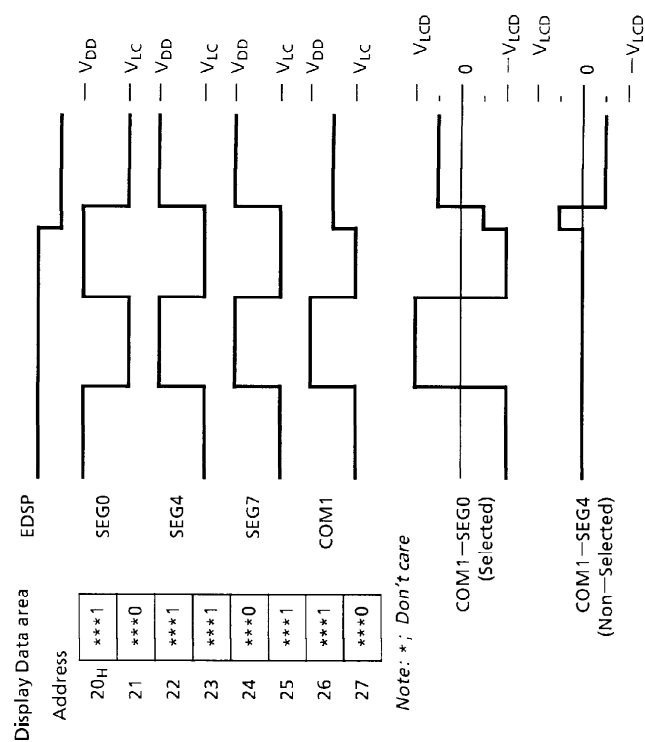 Display Data area
Address
20H ***1
21 ***0
22 ***1
23 ***1
24 ***0
25 ***1
26 ***1
27 ***0
Note: *; Don't care
EDSP
SEG0
VDD
VLC
SEG4
VDD
VLC
SEG7
VDD
VLC
COM1
VDD
VLC
COM1—SEG0
(Selected)
VLCD
0
—VLCD
COM1—SEG4
(Non—Selected)
VLCD
0
—VLCD